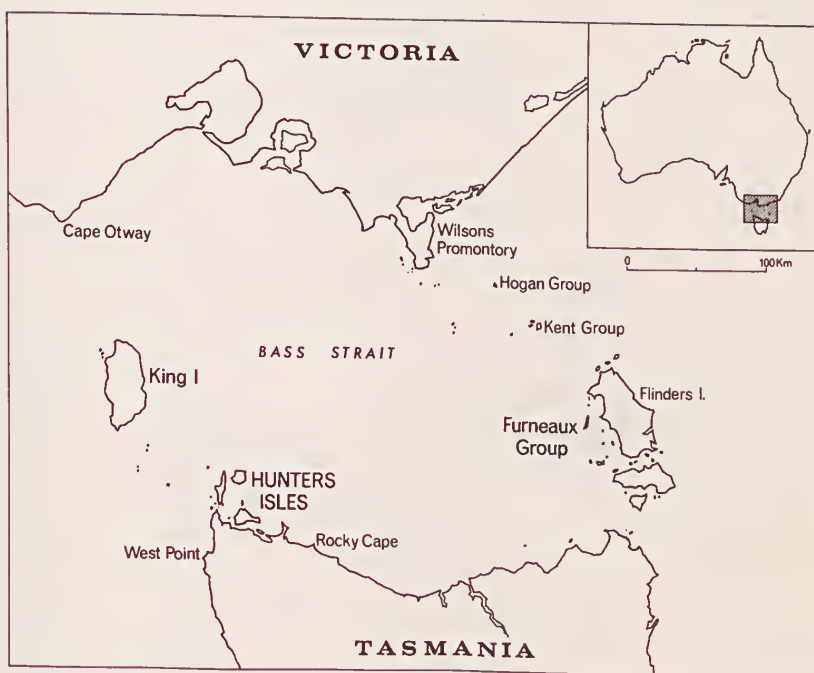 VICTORIA
Cape Otway
Wilsons
Promontory
0 100Km
Hogan Group
Kent Group
BASS STRAIT
King I
Flinders I.
Furneaux
Group
HUNTERS
ISLES
West Point
Rocky Cape
TASMANIA